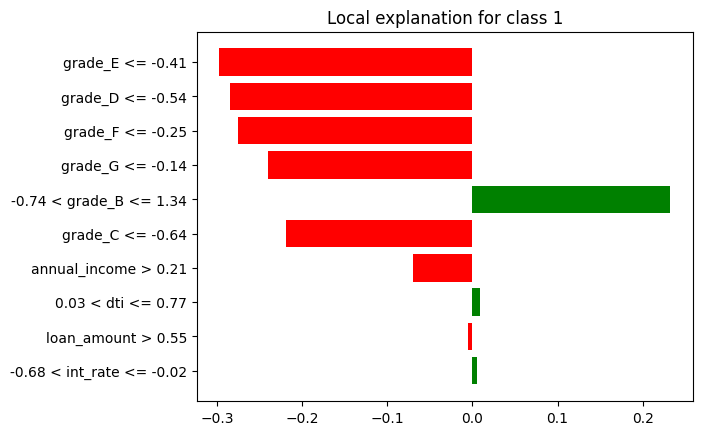 Local explanation for class 1
grade_E <= -0.41
grade_D <= -0.54
grade_F <= -0.25
grade_G <= -0.14
-0.74 < grade_B <= 1.34
grade_C <= -0.64
annual_income > 0.21
0.03 < dti <= 0.77
loan_amount > 0.55
-0.68 < int_rate <= -0.02
−0.3 −0.2 −0.1 0.0 0.1 0.2